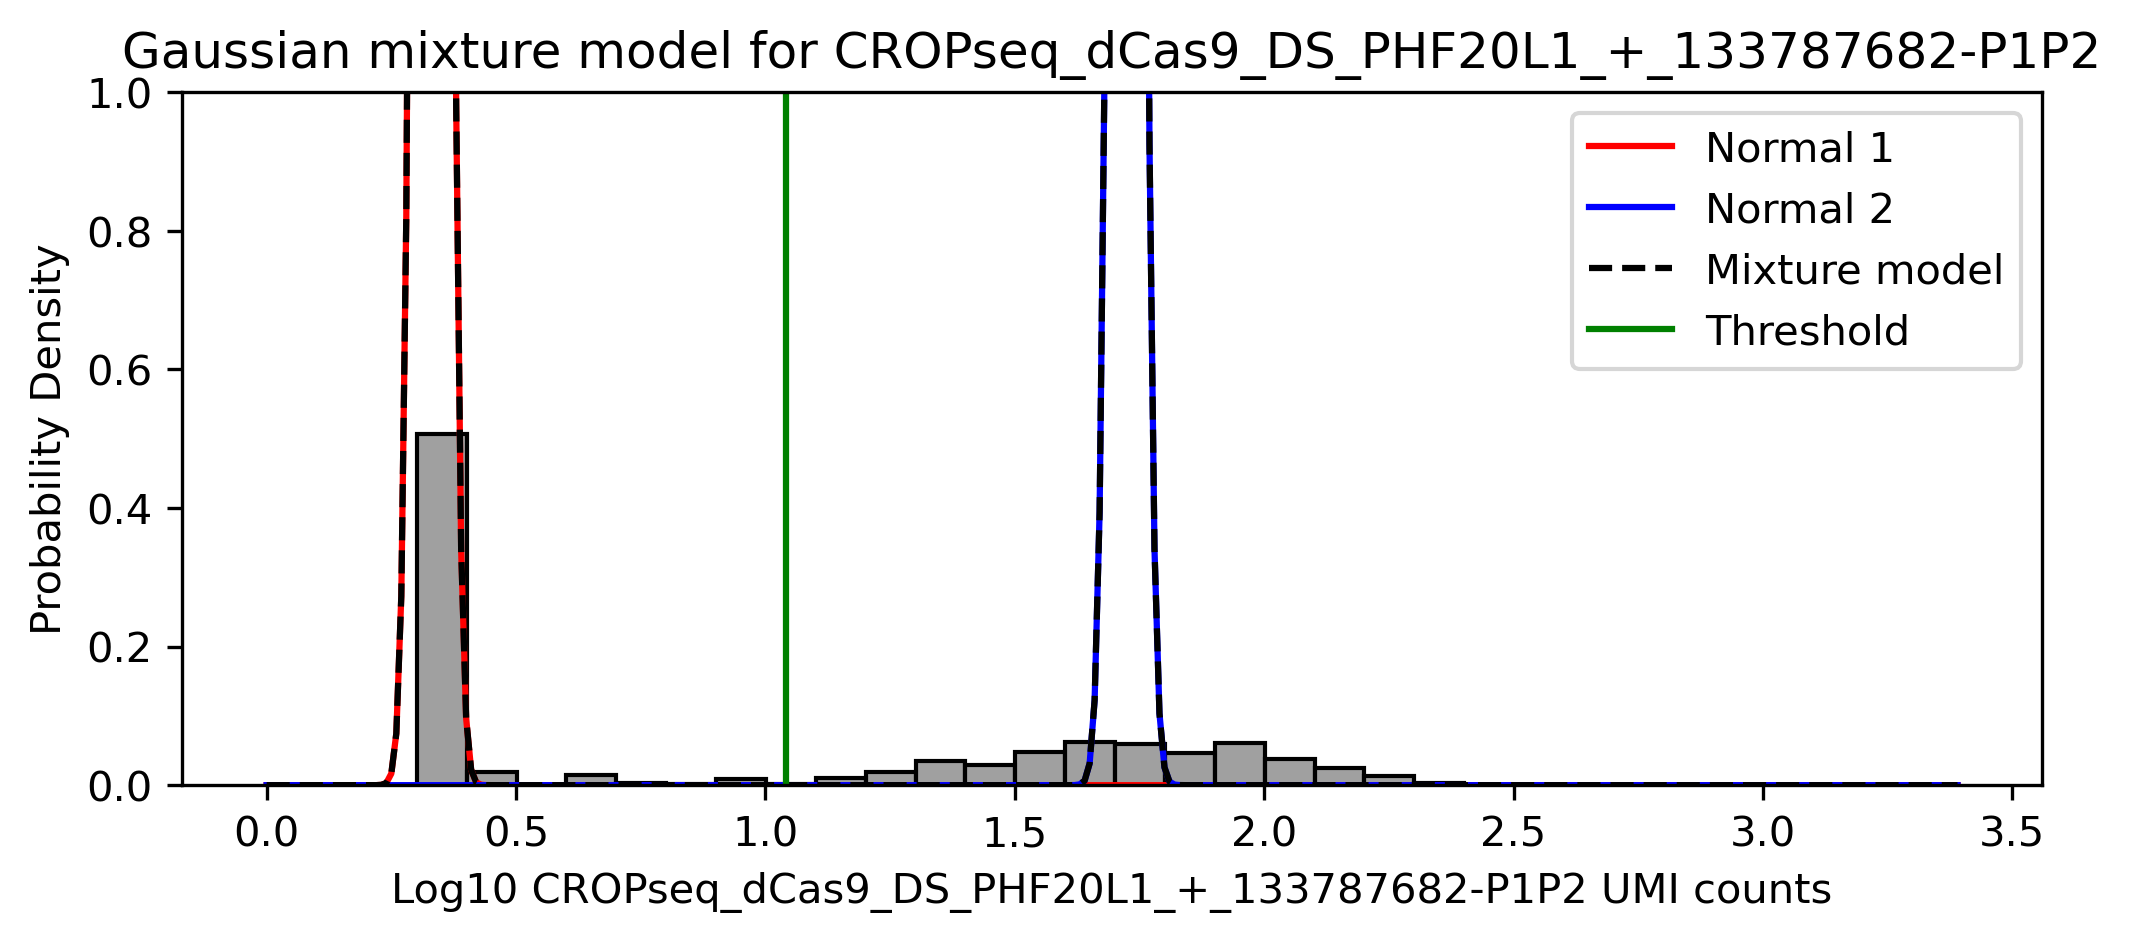 Gaussian mixture model for CROPseq_dCas9_DS_PHF20L1_+_133787682-P1P2
1.0
0.8
0.6
0.4
0.2
0.0
Probability Density
Normal 1
Normal 2
Mixture model
Threshold
0.0 0.5 1.0 1.5 2.0 2.5 3.0 3.5
Log10 CROPseq_dCas9_DS_PHF20L1_+_133787682-P1P2 UMI counts